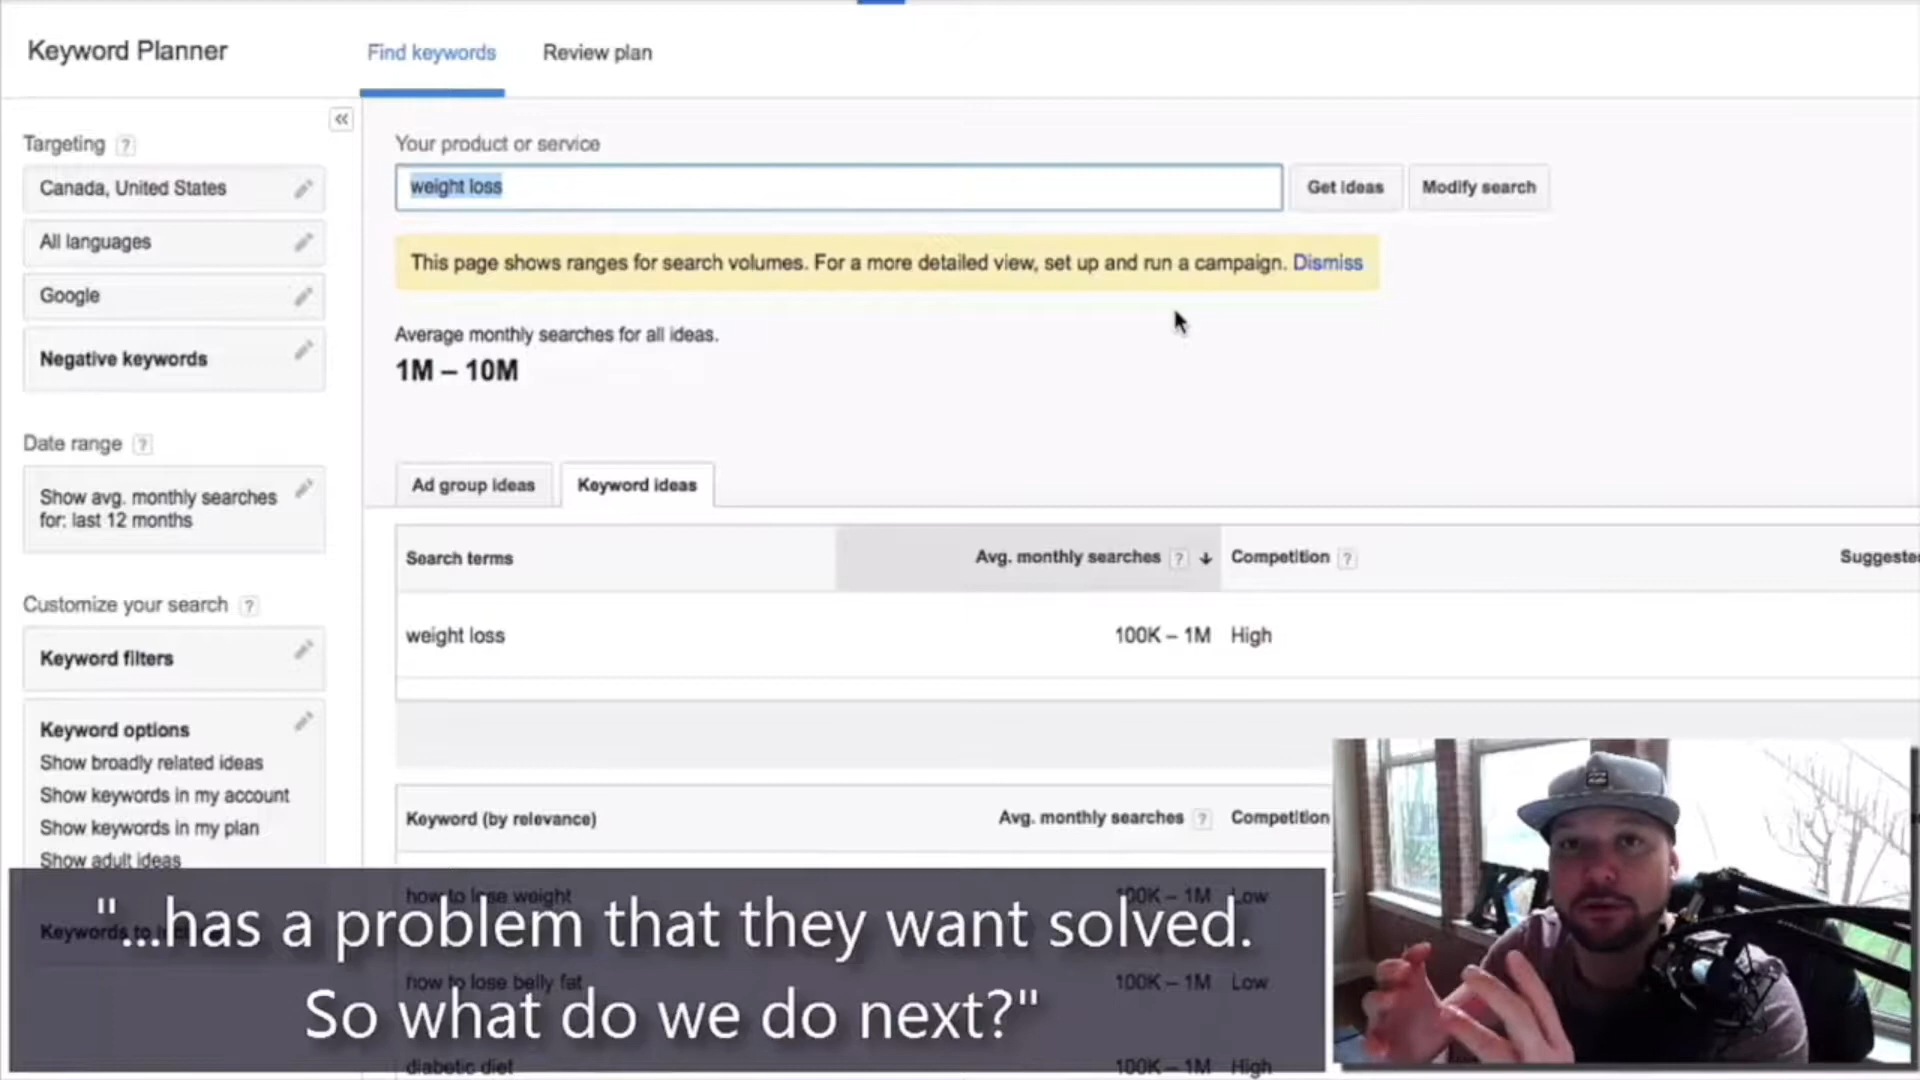 Keyword Planner
Find keywords
Review plan
Targeting ?
Canada, United States
All languages
Google
Negative keywords
Date range ?
Show avg. monthly searches
for: last 12 months
Customize your search ?
Keyword filters
Keyword options
Show broadly related ideas
Show keywords in my account
Show keywords in my plan
Show adult ideas
Your product or service
weight loss
Get ideas
Modify search
This page shows ranges for search volumes. For a more detailed view, set up and run a campaign. Dismiss
Average monthly searches for all ideas.
1M – 10M
Ad group ideas
Keyword ideas
Search terms
Avg. monthly searches ?
Competition ?
weight loss
100K – 1M
High
Keyword (by relevance)
Avg. monthly searches ?
Competition
how to lose weight
100K – 1M
Low
how to lose belly fat
100K – 1M
Low
diabetic diet
100K – 1M
High
Keywords to
"...has a problem that they want solved.
So what do we do next?"